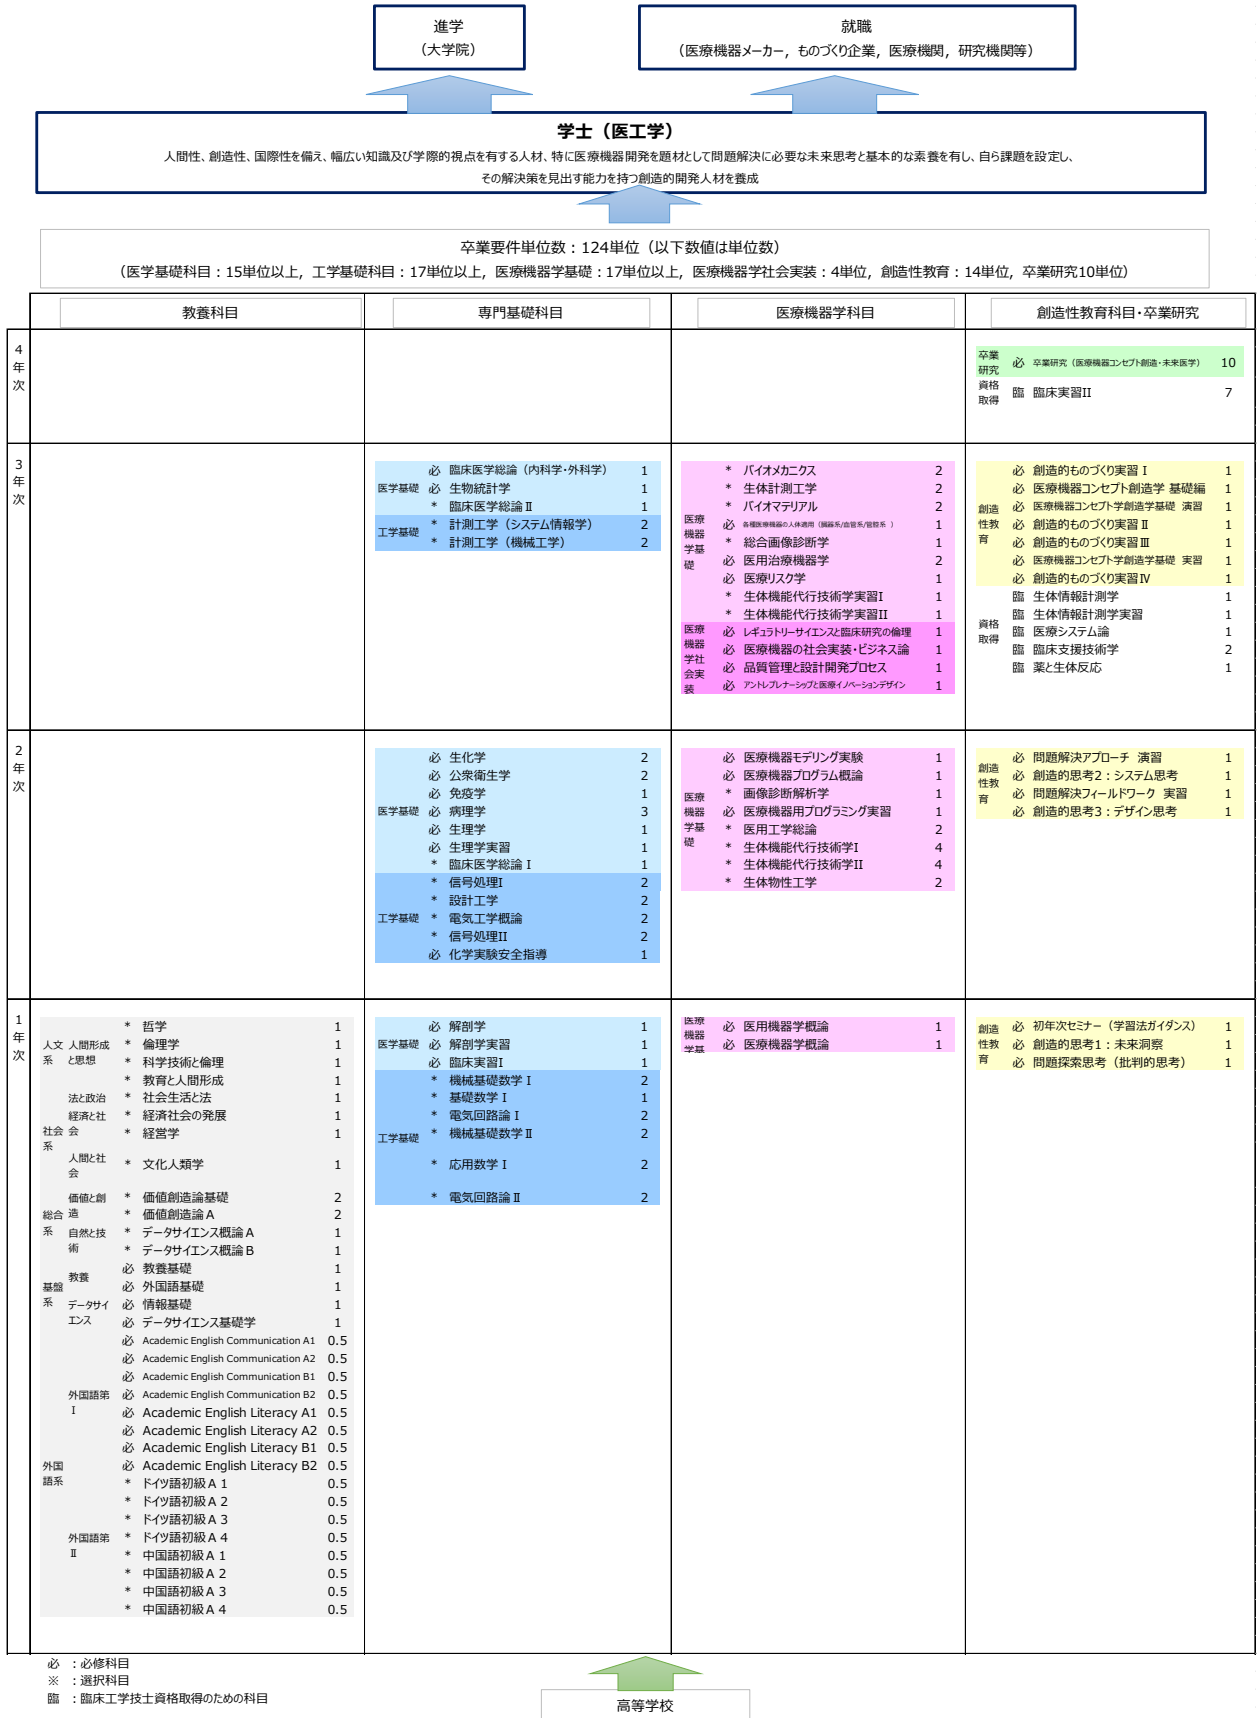 進学
（大学院）
就職
（医療機器メーカー，ものづくり企業，医療機関，研究機関等）
学士（医工学）
人間性、創造性、国際性を備え、幅広い知識及び学際的視点を有する人材、特に医療機器開発を題材として問題解決に必要な未来思考と基本的な素養を有し、自ら課題を設定し、
その解決策を見出す能力を持つ創造的開発人材を養成
卒業要件単位数：124単位（以下数値は単位数）
（医学基礎科目：15単位以上，工学基礎科目：17単位以上，医療機器学基礎：17単位以上，医療機器学社会実装：4単位，創造性教育：14単位，卒業研究10単位）
教養科目
専門基礎科目
医療機器学科目
創造性教育科目・卒業研究
4年次
卒業研究
必 卒業研究（医療機器コンセプト創造・未来医学） 10
資格取得
臨 臨床実習II 7
3年次
医学基礎
必 臨床医学総論（内科学・外科学） 1
必 生物統計学 1
* 臨床医学総論Ⅱ 1
工学基礎
* 計測工学（システム情報学） 2
* 計測工学（機械工学） 2
医療機器学基礎
* バイオメカニクス 2
* 生体計測工学 2
* バイオマテリアル 2
必 各種医療機器の人体適用（臓器系/血管系/管腔系 ） 1
* 総合画像診断学 1
必 医用治療機器学 2
必 医療リスク学 1
* 生体機能代行技術学実習I 1
* 生体機能代行技術学実習II 1
医療機器学社会実装
必 レギュラトリーサイエンスと臨床研究の倫理 1
必 医療機器の社会実装・ビジネス論 1
必 品質管理と設計開発プロセス 1
必 アントレプレナーシップと医療イノベーションデザイン 1
創造性教育
必 創造的ものづくり実習Ⅰ 1
必 医療機器コンセプト創造学 基礎編 1
必 医療機器コンセプト学創造学基礎 演習 1
必 創造的ものづくり実習Ⅱ 1
必 創造的ものづくり実習Ⅲ 1
必 医療機器コンセプト学創造学基礎 実習 1
必 創造的ものづくり実習Ⅳ 1
資格取得
臨 生体情報計測学 1
臨 生体情報計測学実習 1
臨 医療システム論 1
臨 臨床支援技術学 2
臨 薬と生体反応 1
2年次
医学基礎
必 生化学 2
必 公衆衛生学 2
必 免疫学 1
必 病理学 3
必 生理学 1
必 生理学実習 1
* 臨床医学総論Ⅰ 1
工学基礎
* 信号処理I 2
* 設計工学 2
* 電気工学概論 2
* 信号処理II 2
必 化学実験安全指導 1
医療機器学基礎
必 医療機器モデリング実験 1
必 医療機器プログラム概論 1
* 画像診断解析学 1
必 医療機器用プログラミング実習 1
* 医用工学総論 2
* 生体機能代行技術学I 4
* 生体機能代行技術学II 4
* 生体物性工学 2
創造性教育
必 問題解決アプローチ 演習 1
必 創造的思考2：システム思考 1
必 問題解決フィールドワーク 実習 1
必 創造的思考3：デザイン思考 1
1年次
人文系
人間形成と思想
* 哲学 1
* 倫理学 1
* 科学技術と倫理 1
* 教育と人間形成 1
社会系
法と政治
* 社会生活と法 1
経済と社会
* 経済社会の発展 1
* 経営学 1
人間と社会
* 文化人類学 1
総合系
価値と創造
* 価値創造論基礎 2
* 価値創造論Ａ 2
自然と技術
* データサイエンス概論Ａ 1
* データサイエンス概論Ｂ 1
基盤系
教養
必 教養基礎 1
必 外国語基礎 1
データサイエンス
必 情報基礎 1
必 データサイエンス基礎学 1
外国語系
外国語第Ⅰ
必 Academic English Communication A1 0.5
必 Academic English Communication A2 0.5
必 Academic English Communication B1 0.5
必 Academic English Communication B2 0.5
必 Academic English Literacy A1 0.5
必 Academic English Literacy A2 0.5
必 Academic English Literacy B1 0.5
必 Academic English Literacy B2 0.5
外国語第Ⅱ
* ドイツ語初級Ａ１ 0.5
* ドイツ語初級Ａ２ 0.5
* ドイツ語初級Ａ３ 0.5
* ドイツ語初級Ａ４ 0.5
* 中国語初級Ａ１ 0.5
* 中国語初級Ａ２ 0.5
* 中国語初級Ａ３ 0.5
* 中国語初級Ａ４ 0.5
医学基礎
必 解剖学 1
必 解剖学実習 1
必 臨床実習I 1
工学基礎
* 機械基礎数学Ⅰ 2
* 基礎数学Ⅰ 1
* 電気回路論Ⅰ 2
* 機械基礎数学Ⅱ 2
* 応用数学Ⅰ 2
* 電気回路論Ⅱ 2
医療機器学基
必 医用機器学概論 1
必 医療機器学概論 1
創造性教育
必 初年次セミナー（学習法ガイダンス） 1
必 創造的思考1：未来洞察 1
必 問題探索思考（批判的思考） 1
必 ：必修科目
※ ：選択科目
臨 ：臨床工学技士資格取得のための科目
高等学校